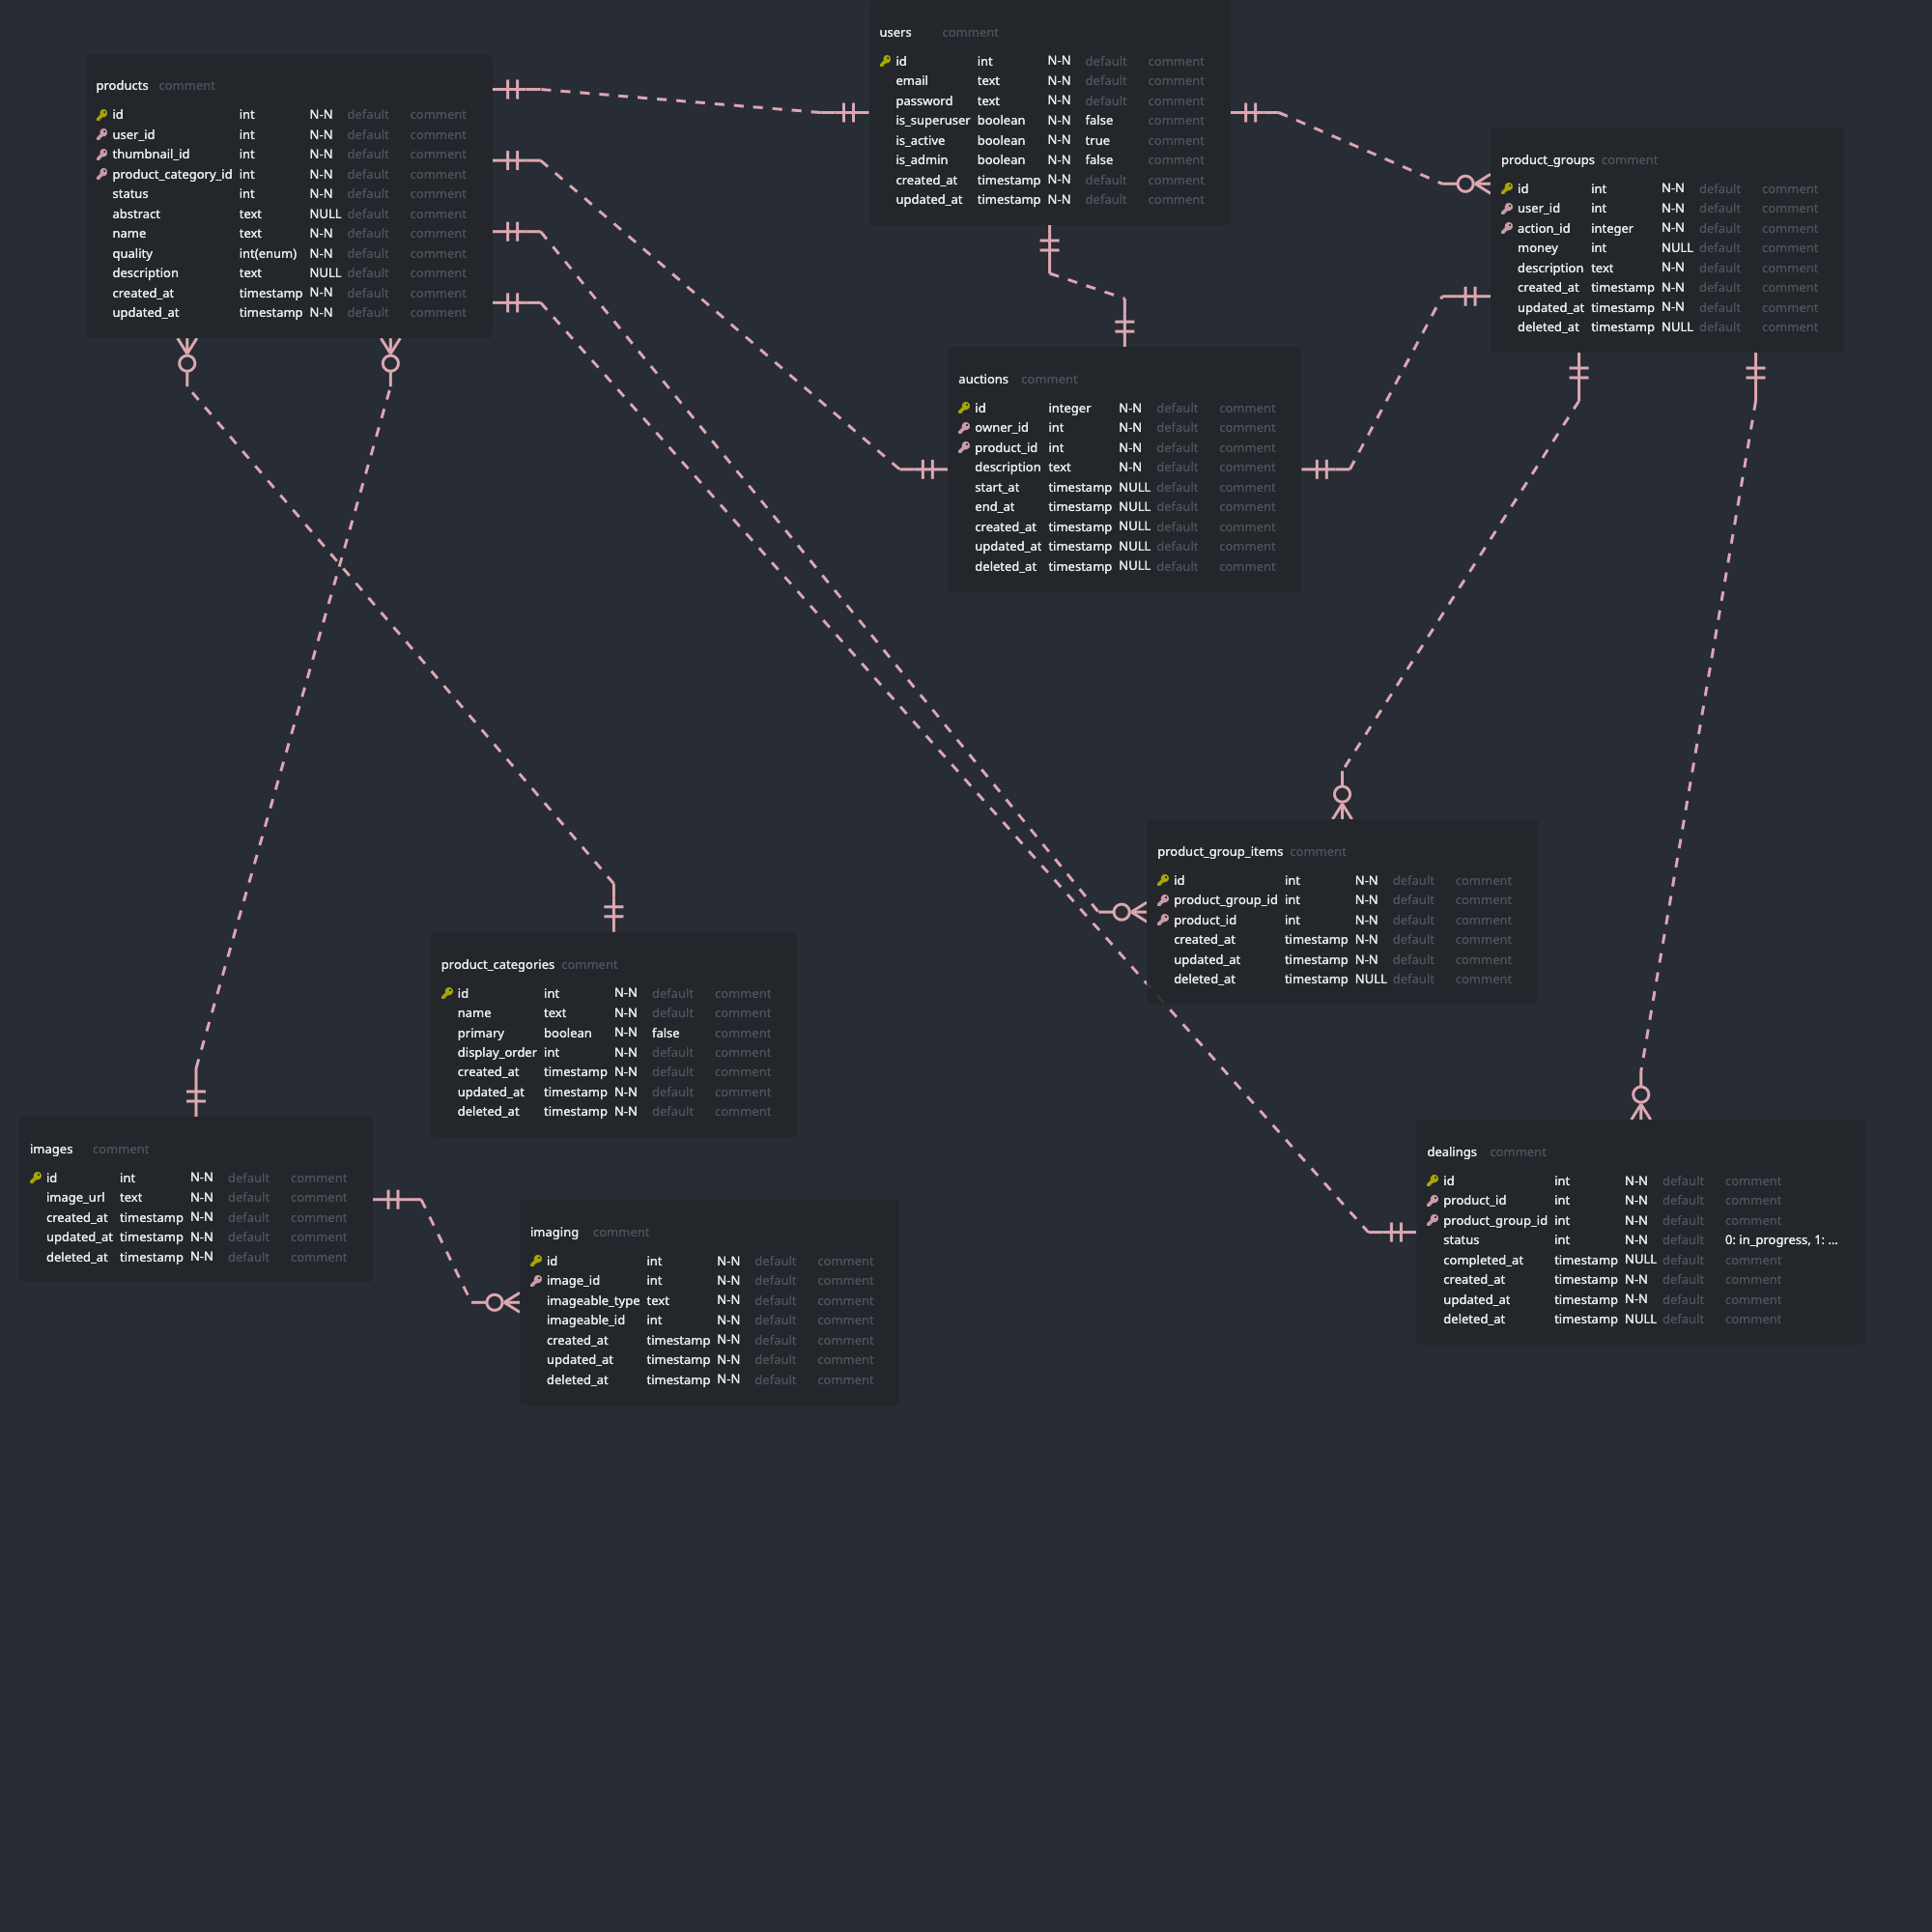 users comment
id int N-N default comment
email text N-N default comment
password text N-N default comment
is_superuser boolean N-N false comment
is_active boolean N-N true comment
is_admin boolean N-N false comment
created_at timestamp N-N default comment
updated_at timestamp N-N default comment
products comment
id int N-N default comment
user_id int N-N default comment
thumbnail_id int N-N default comment
product_category_id int N-N default comment
status int N-N default comment
abstract text NULL default comment
name text N-N default comment
quality int(enum) N-N default comment
description text NULL default comment
created_at timestamp N-N default comment
updated_at timestamp N-N default comment
product_groups comment
id int N-N default comment
user_id int N-N default comment
action_id integer N-N default comment
money int NULL default comment
description text N-N default comment
created_at timestamp N-N default comment
updated_at timestamp N-N default comment
deleted_at timestamp NULL default comment
auctions comment
id integer N-N default comment
owner_id int N-N default comment
product_id int N-N default comment
description text N-N default comment
start_at timestamp NULL default comment
end_at timestamp NULL default comment
created_at timestamp NULL default comment
updated_at timestamp NULL default comment
deleted_at timestamp NULL default comment
product_group_items comment
id int N-N default comment
product_group_id int N-N default comment
product_id int N-N default comment
created_at timestamp N-N default comment
updated_at timestamp N-N default comment
deleted_at timestamp NULL default comment
product_categories comment
id int N-N default comment
name text N-N default comment
primary boolean N-N false comment
display_order int N-N default comment
created_at timestamp N-N default comment
updated_at timestamp N-N default comment
deleted_at timestamp N-N default comment
images comment
id int N-N default comment
image_url text N-N default comment
created_at timestamp N-N default comment
updated_at timestamp N-N default comment
deleted_at timestamp N-N default comment
dealings comment
id int N-N default comment
product_id int N-N default comment
product_group_id int N-N default comment
status int N-N default 0: in_progress, 1: ...
completed_at timestamp NULL default comment
created_at timestamp N-N default comment
updated_at timestamp N-N default comment
deleted_at timestamp NULL default comment
imaging comment
id int N-N default comment
image_id int N-N default comment
imageable_type text N-N default comment
imageable_id int N-N default comment
created_at timestamp N-N default comment
updated_at timestamp N-N default comment
deleted_at timestamp N-N default comment